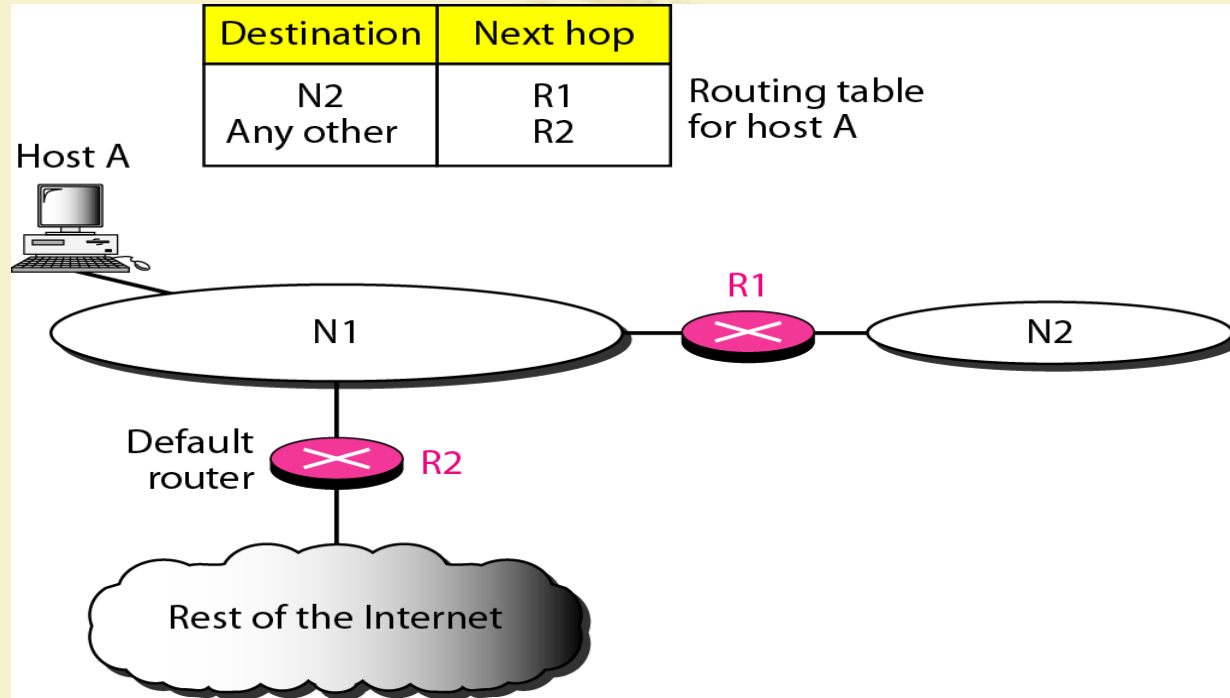 Destination Next hop
N2 R1
Any other R2
Routing table
for host A
Host A
R1
N1
N2
Default
router
R2
Rest of the Internet